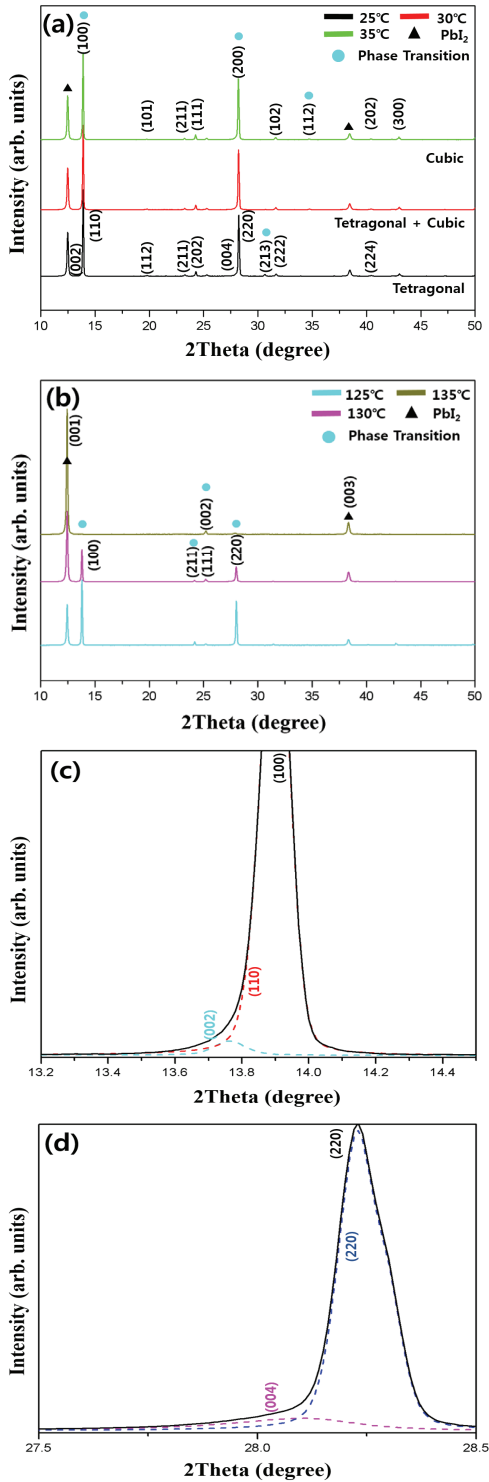 (a)
25℃
30℃
35℃
PbI2
Phase Transition
(100)
(200)
(101)
(211)
(111)
(102)
(112)
(202)
(300)
Cubic
(110)
(220)
Tetragonal + Cubic
(002)
(112)
(211)
(202)
(004)
(213)
(222)
(224)
Tetragonal
Intensity (arb. units)
10 15 20 25 30 35 40 45 50
2Theta (degree)
(b)
125℃
135℃
130℃
PbI2
Phase Transition
(001)
(002)
(003)
(100)
(211)
(111)
(220)
Intensity (arb. units)
10 15 20 25 30 35 40 45 50
2Theta (degree)
(c)
(100)
(110)
(002)
Intensity (arb. units)
13.2 13.4 13.6 13.8 14.0 14.2 14.4
2Theta (degree)
(d)
(220)
(220)
(004)
Intensity (arb. units)
27.5 28.0 28.5
2Theta (degree)